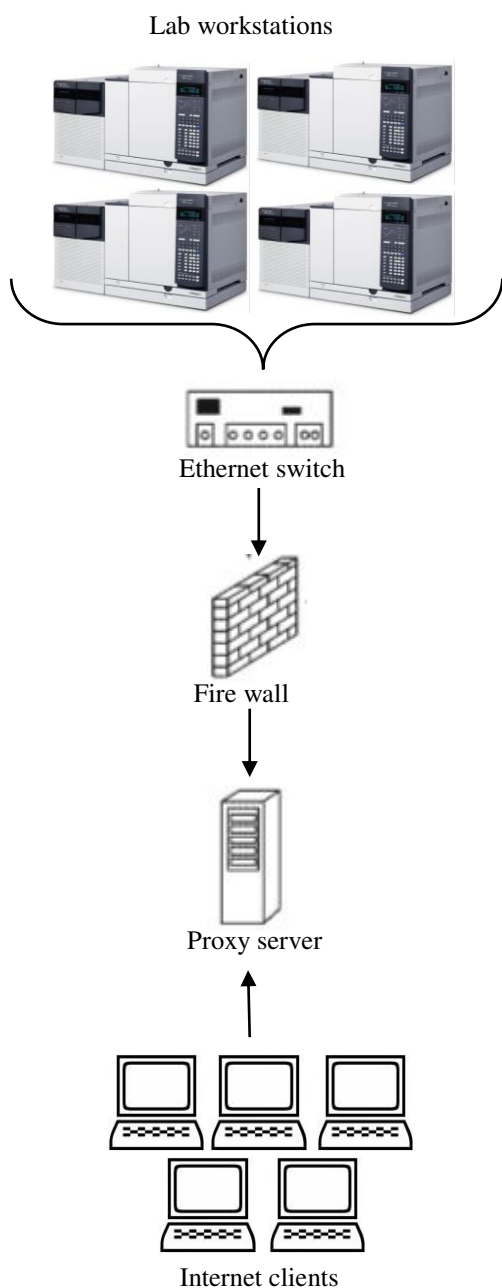 Lab workstations
Ethernet switch
Fire wall
Proxy server
Internet clients